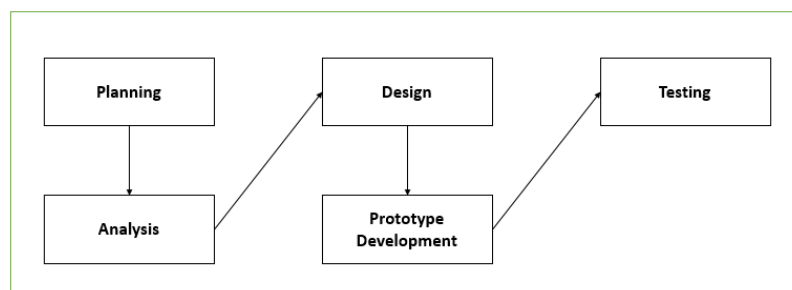 Planning
Analysis
Design
Prototype
Development
Testing